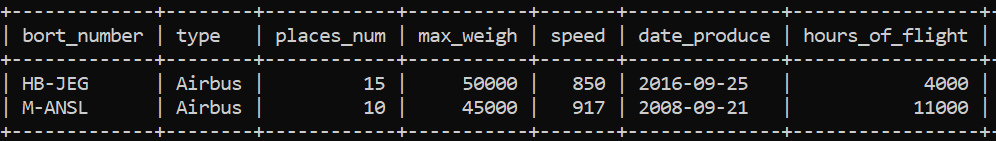 | bort_number | type | places_num | max_weigh | speed | date_produce | hours_of_flight |
| HB-JEG | Airbus | 15 | 50000 | 850 | 2016-09-25 | 4000 |
| M-ANSL | Airbus | 10 | 45000 | 917 | 2008-09-21 | 11000 |